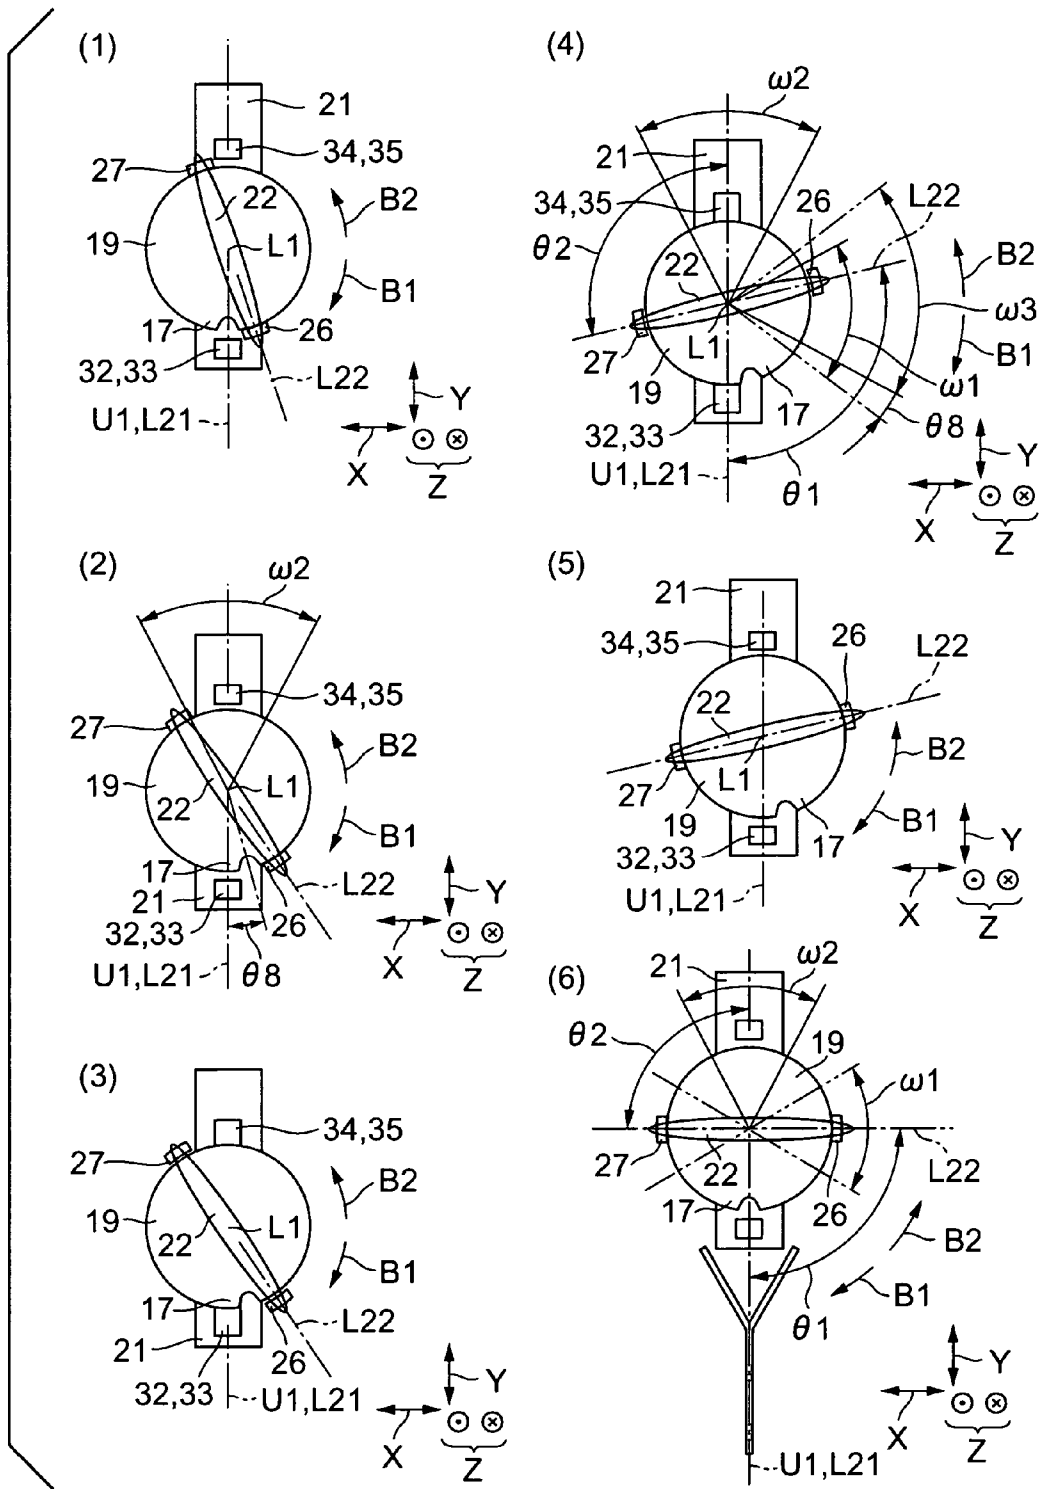 (1)
21
34,35
27
22
B2
19
L1
B1
17
26
32,33
L22
U1,L21
Y
X
Z
(2)
ω2
34,35
27
B2
19
22
L1
B1
17
L22
21
26
32,33
U1,L21
θ8
Y
X
Z
(3)
34,35
27
B2
19
22
L1
B1
17
L22
21
26
32,33
U1,L21
Y
X
Z
(4)
ω2
21
26
L22
34,35
θ2
22
B2
ω3
L1
B1
27
19
17
ω1
θ8
32,33
U1,L21
θ1
Y
X
Z
(5)
21
26
L22
34,35
22
B2
27
L1
19
17
B1
32,33
U1,L21
Y
X
Z
(6)
21
ω2
θ2
19
ω1
27
22
L22
17
26
B2
B1
θ1
Y
X
Z
U1,L21